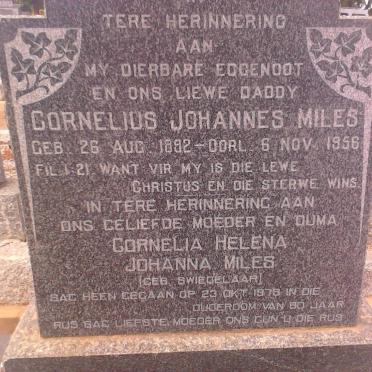 TERE HERINNERING
AAN
MY DIERBARE EGGENOOT
EN ONS LIEWE DADDY
CORNELIUS JOHANNES MILES
GEB. 26 AUG. 1892 – OORL. 6 NOV. 1956
FIL. 1-21. WANT VIR MY IS DIE LEWE
CHRISTUS EN DIE STERWE WINS.
IN TERE HERINNERING AAN
ONS GELIEFDE MOEDER EN OUMA
CORNELIA HELENA
JOHANNA MILES
(GEB. SWIEGELAAR)
SAG HEEN GEGAAN OP 23 OKT. 1976 IN DIE
OUDERDOM VAN 80 JAAR
RUS SAG LIEFSTE MOEDER ONS GUN U DIE RUS